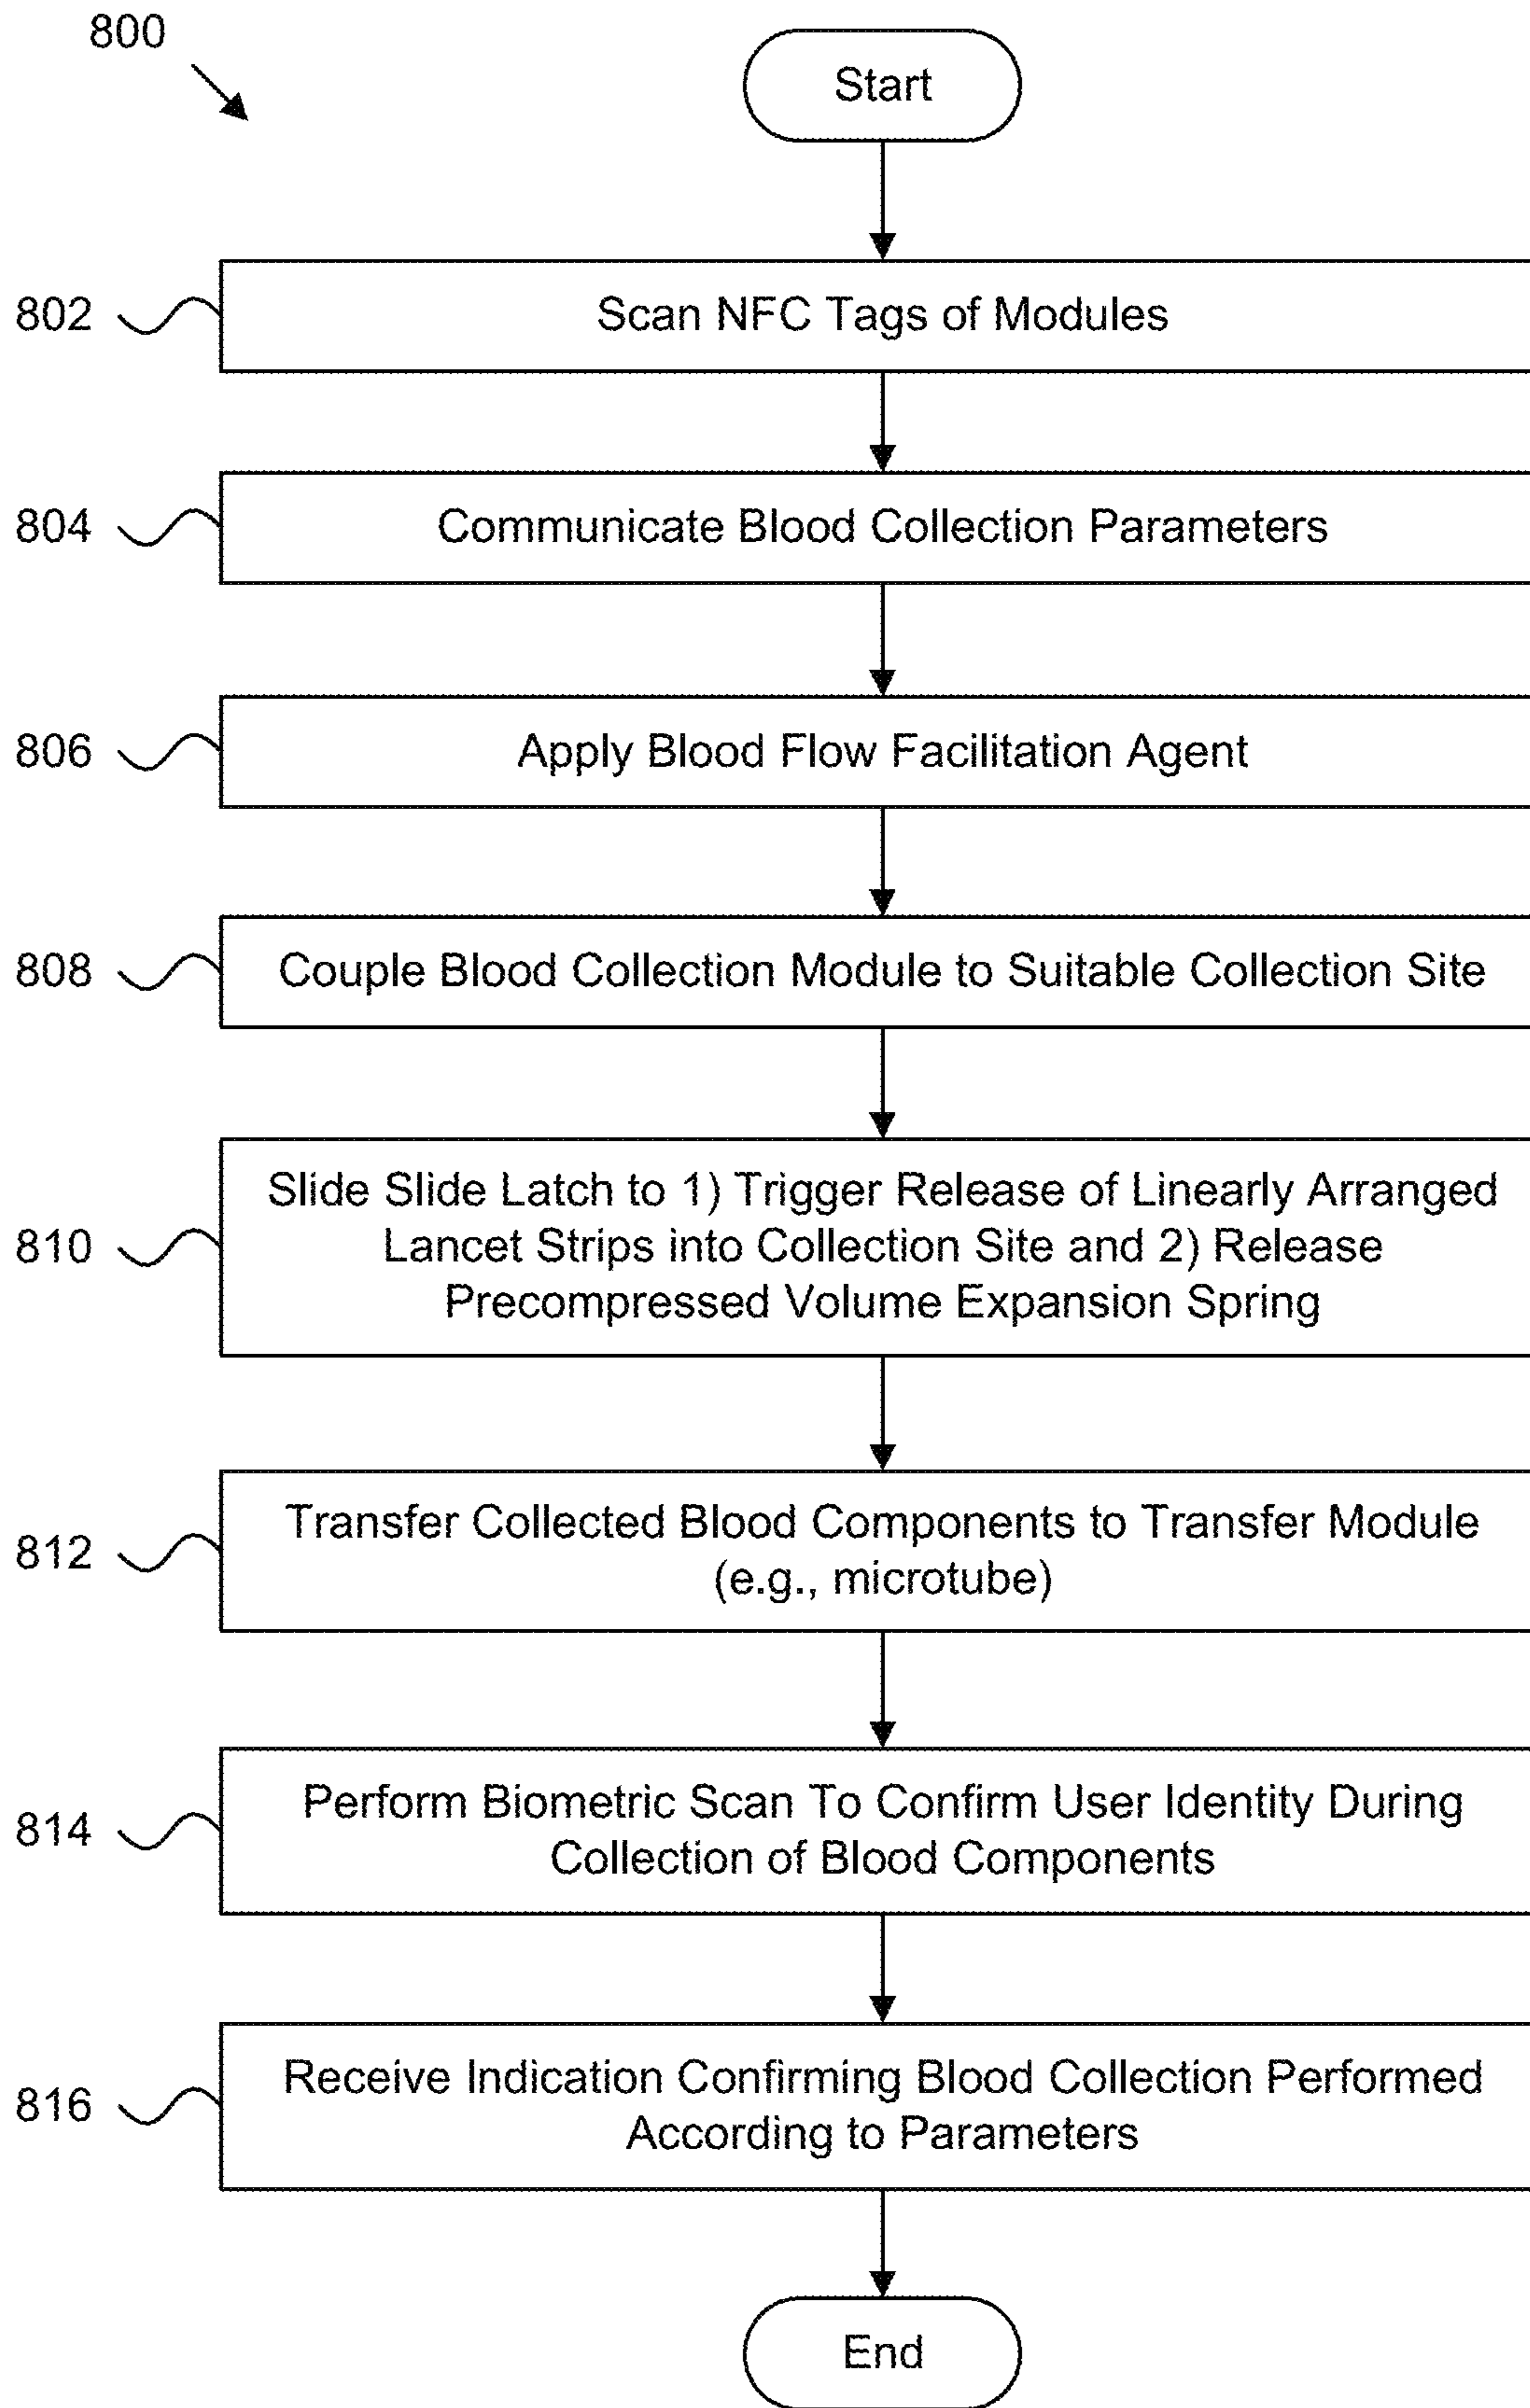 800
Start
802
Scan NFC Tags of Modules
804
Communicate Blood Collection Parameters
806
Apply Blood Flow Facilitation Agent
808
Couple Blood Collection Module to Suitable Collection Site
810
Slide Slide Latch to 1) Trigger Release of Linearly Arranged
Lancet Strips into Collection Site and 2) Release
Precompressed Volume Expansion Spring
812
Transfer Collected Blood Components to Transfer Module
(e.g., microtube)
814
Perform Biometric Scan To Confirm User Identity During
Collection of Blood Components
816
Receive Indication Confirming Blood Collection Performed
According to Parameters
End